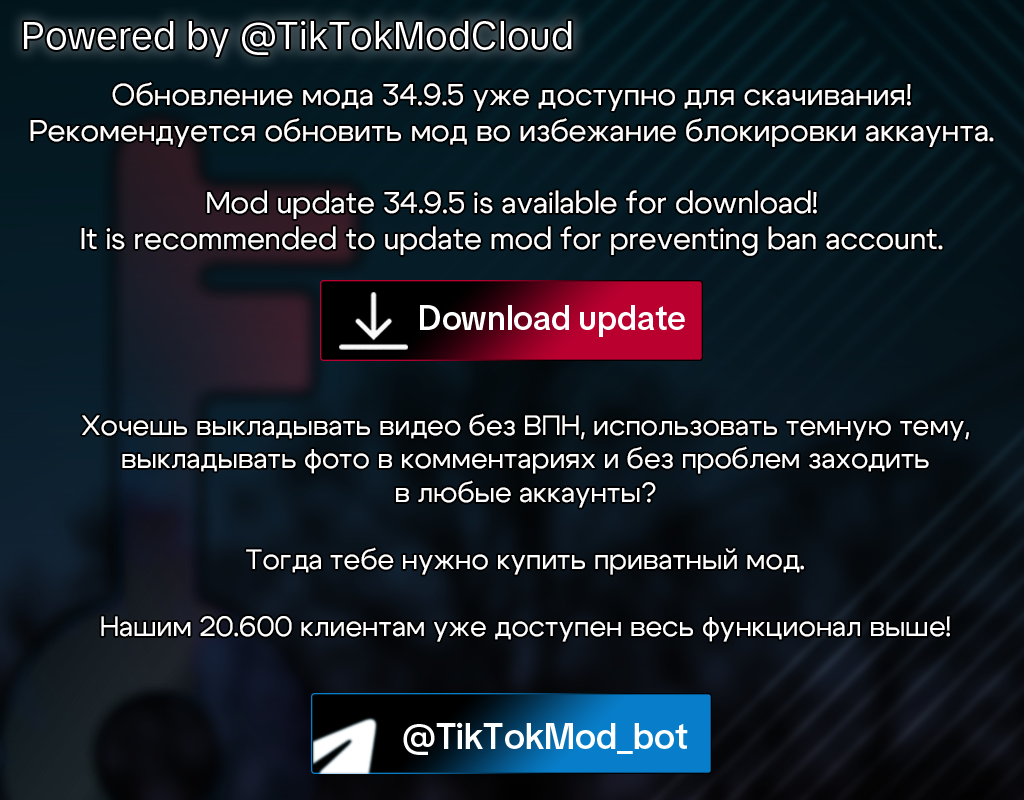 Powered by @TikTokModCloud
Обновление мода 34.9.5 уже доступно для скачивания!
Рекомендуется обновить мод во избежание блокировки аккаунта.
Mod update 34.9.5 is available for download!
It is recommended to update mod for preventing ban account.
Download update
Хочешь выкладывать видео без ВПН, использовать темную тему,
выкладывать фото в комментариях и без проблем заходить
в любые аккаунты?
Тогда тебе нужно купить приватный мод.
Нашим 20.600 клиентам уже доступен весь функционал выше!
@TikTokMod_bot